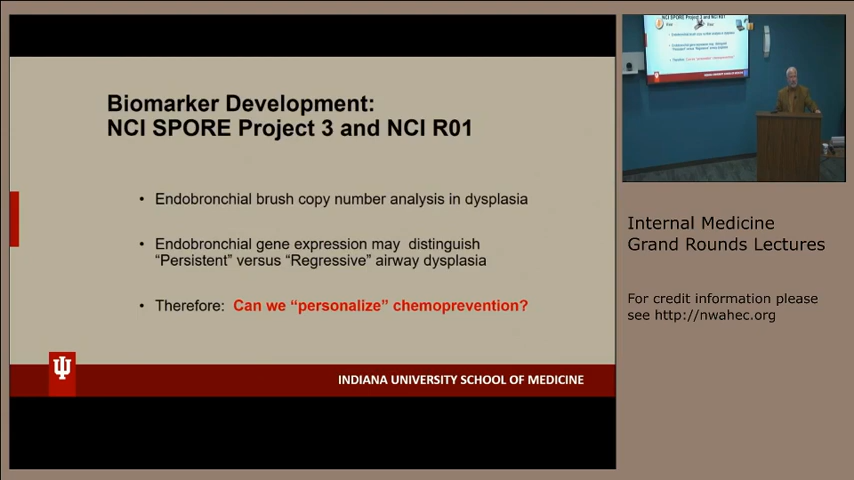 Biomarker Development:
NCI SPORE Project 3 and NCI R01
• Endobronchial brush copy number analysis in dysplasia
• Endobronchial gene expression may distinguish
“Persistent” versus “Regressive” airway dysplasia
• Therefore: Can we “personalize” chemoprevention?
INDIANA UNIVERSITY SCHOOL OF MEDICINE
Internal Medicine
Grand Rounds Lectures
For credit information please
see http://nwahec.org